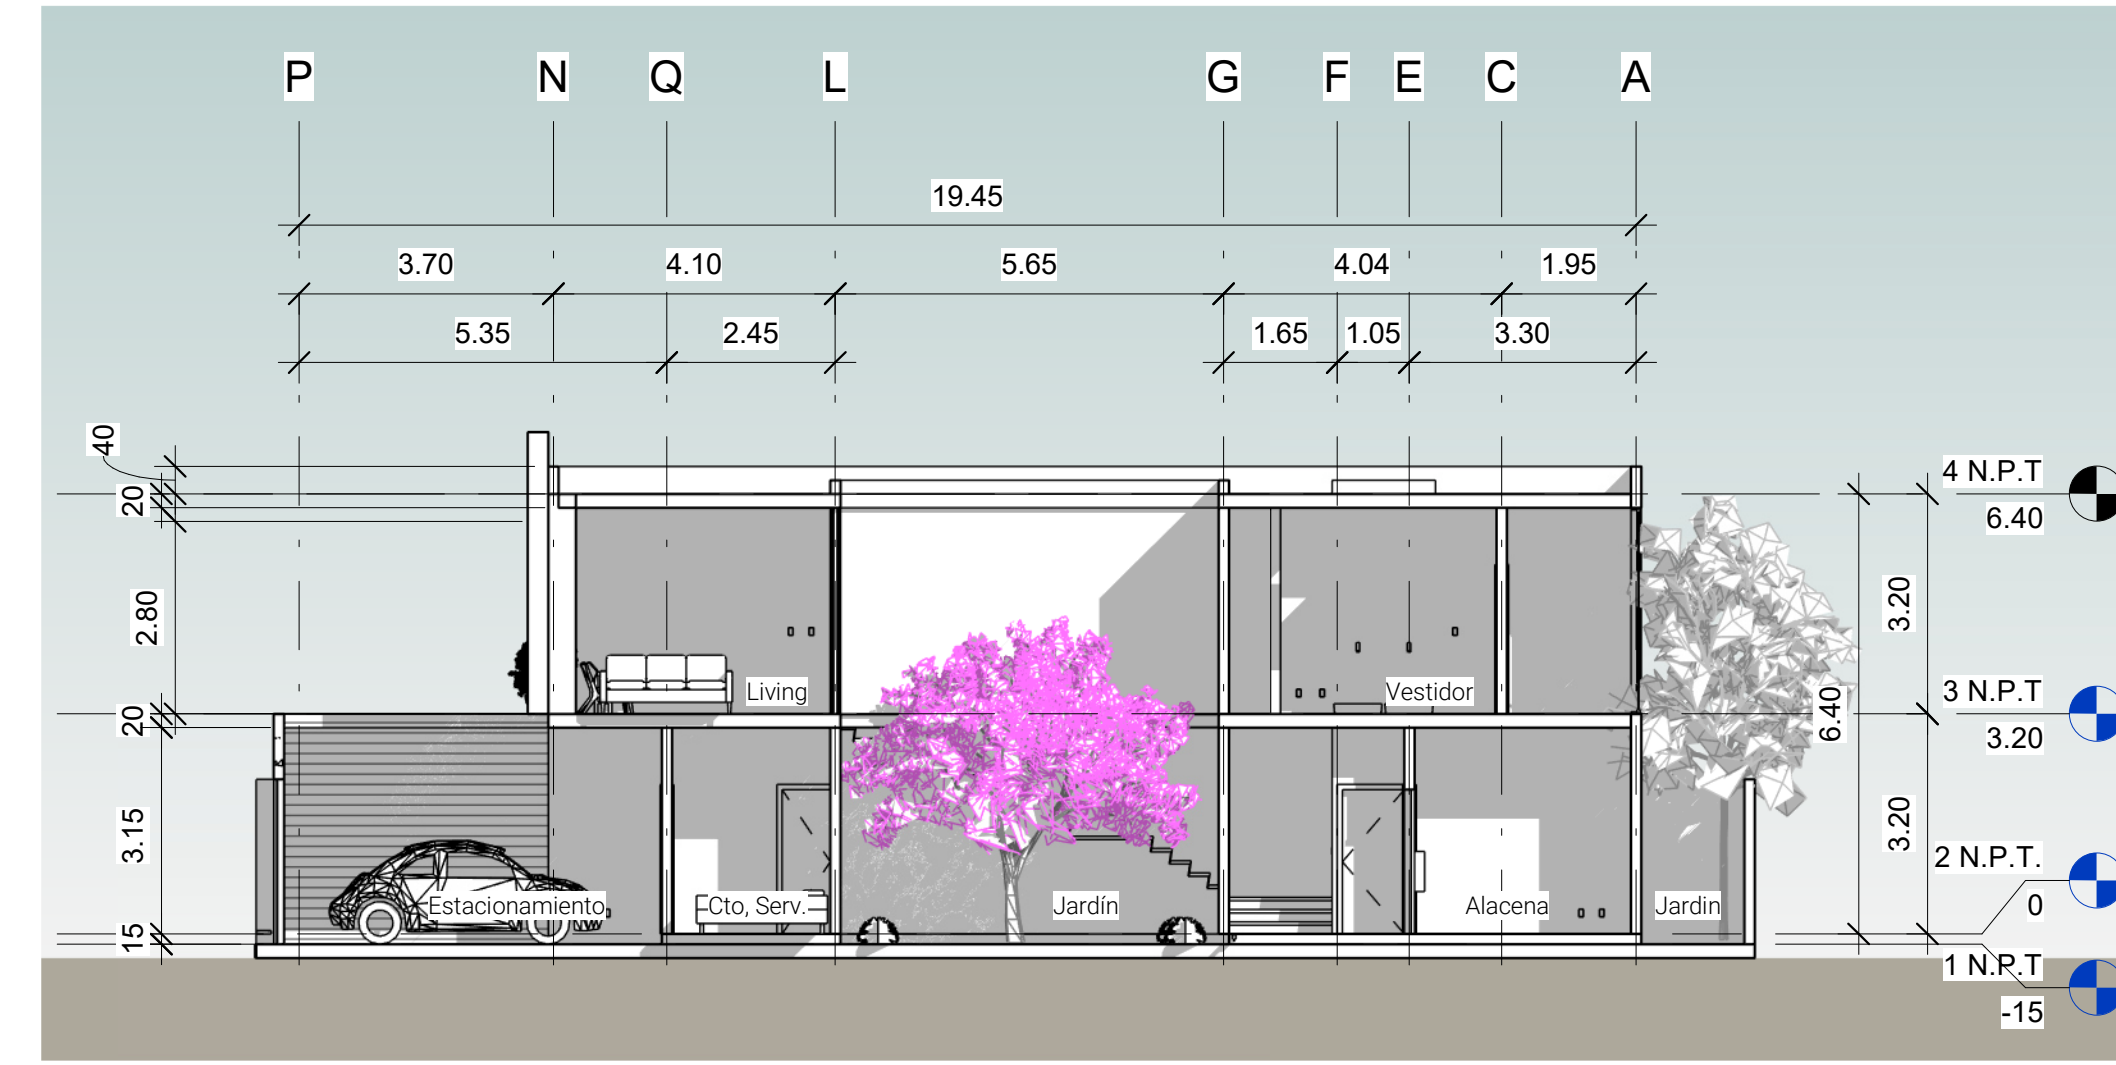 P N Q L G F E C A
19.45
3.70 4.10 5.65 4.04 1.95
5.35 2.45 1.65 1.05 3.30
40
20
2.80
20
3.15
15
4 N.P.T
6.40
3.20
3 N.P.T
3.20
6.40
3.20
2 N.P.T.
0
1 N.P.T
-15
Living
Vestidor
Estacionamiento
Cto, Serv.
Jardín
Alacena
Jardin